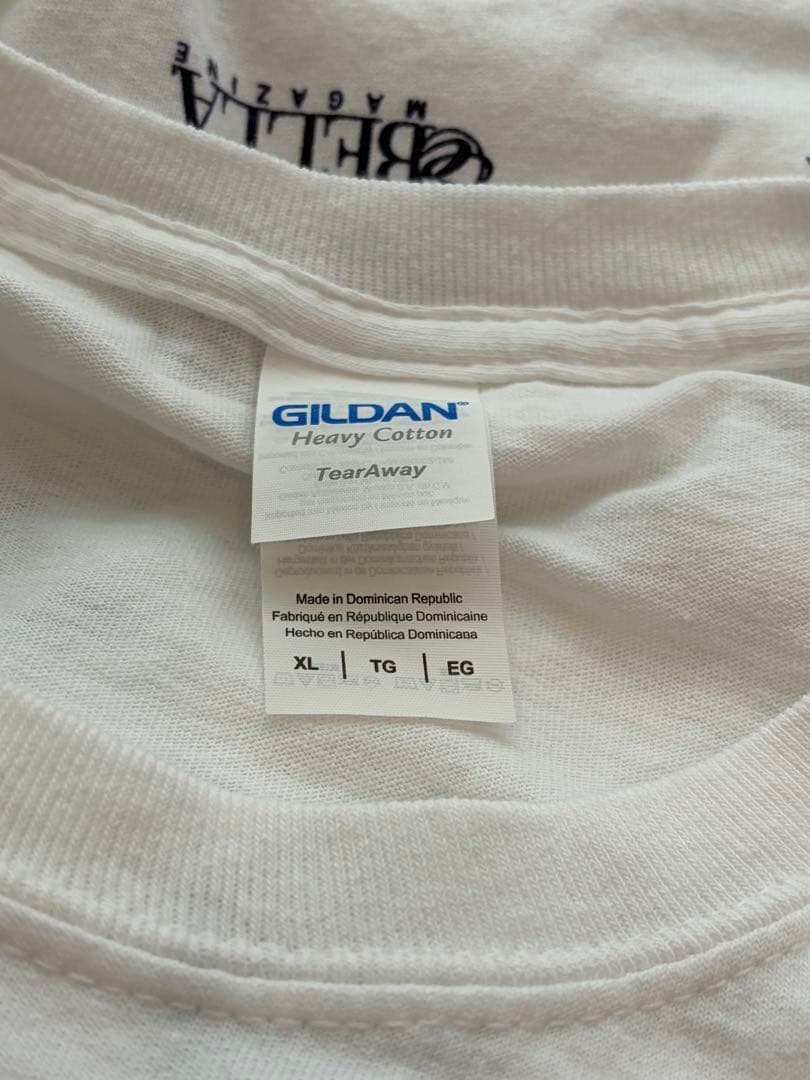 BELLA
MAGAZINE
GILDAN
Heavy Cotton
TearAway
Made in Dominican Republic
Fabriqué en République Dominicaine
Hecho en República Dominicana
XL | TG | EG